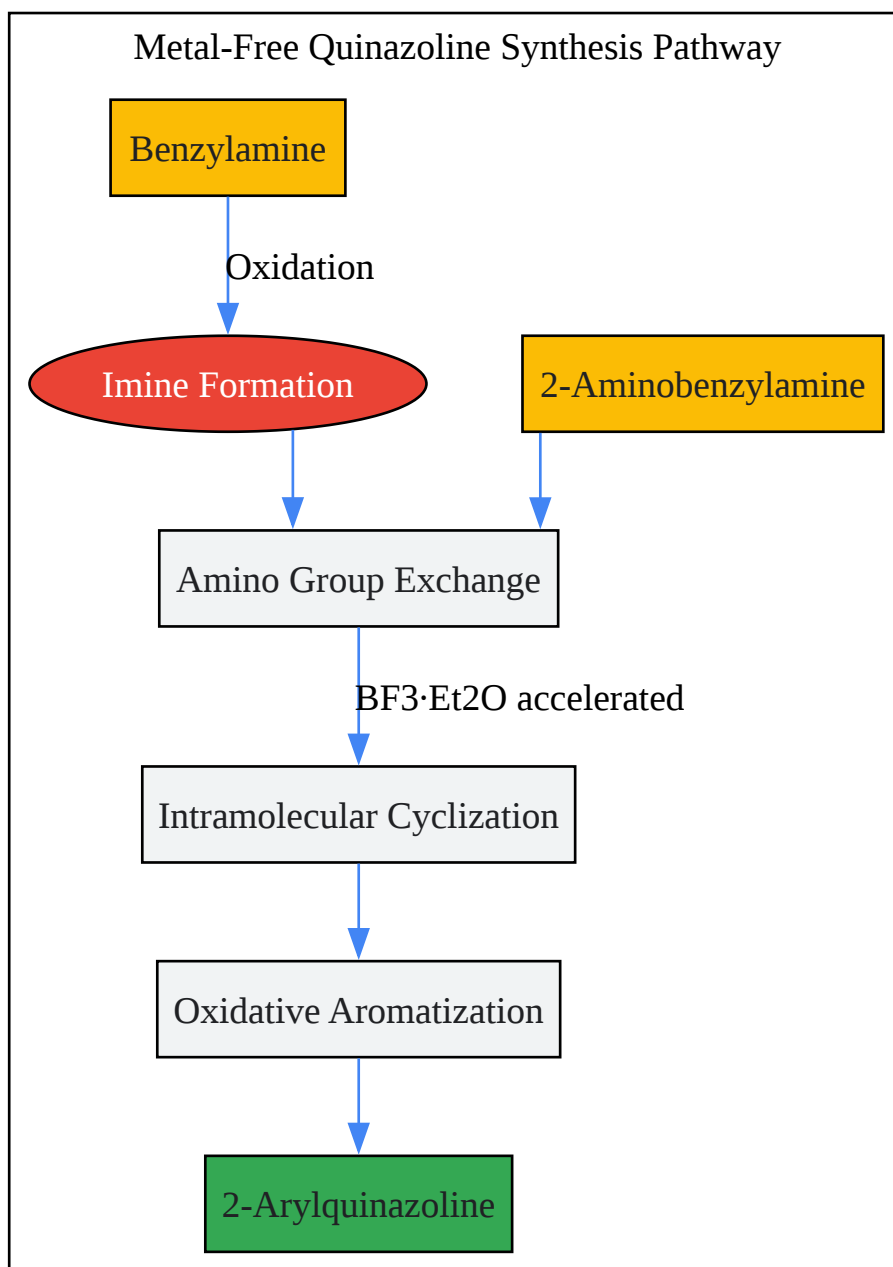 Metal-Free Quinazoline Synthesis Pathway
Benzylamine
Oxidation
Imine Formation
2-Aminobenzylamine
Amino Group Exchange
BF3·Et2O accelerated
Intramolecular Cyclization
Oxidative Aromatization
2-Arylquinazoline